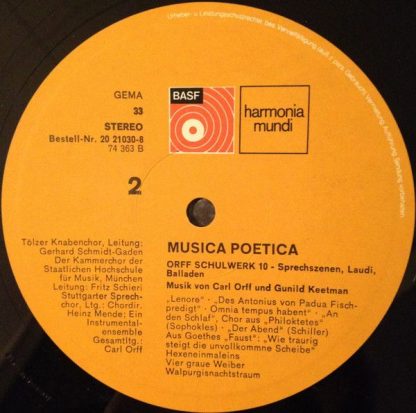 Urheber- u. Leistungsschutzrechte
GEMA
33
STEREO
Bestell-Nr. 20 21030-8
74 363 B
BASF
harmonia
mundi
2
Tölzer Knabenchor, Leitung:
Gerhard Schmidt-Gaden
Der Kammerchor der
Staatlichen Hochschule
für Musik, München
Leitung: Fritz Schieri
Stuttgarter Sprech-
chor, Ltg.: Chordir.
Heinz Mende; Ein
Instrumental-
ensemble
Gesamtltg.:
Carl Orff
MUSICA POETICA
ORFF SCHULWERK 10 - Sprechszenen, Laudi,
Balladen
Musik von Carl Orff und Gunild Keetman
„Lenore“ · „Des Antonius von Padua Fisch-
predigt“ · Omnia tempus habent“ · „An
den Schlaf“, Chor aus „Philoktetes“
(Sophokles) · „Der Abend“ (Schiller)
Aus Goethes „Faust“: „Wie traurig
steigt die unvollkommne Scheibe“
Hexeneinmaleins
Vier graue Weiber
Walpurgisnachtstraum